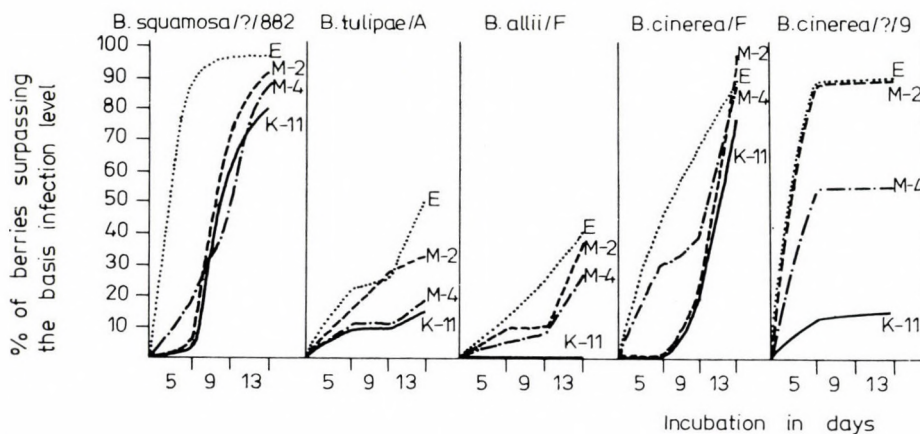 B. squamosa/?/882
B. tulipae/A
B. allii/F
B. cinerea/F
B. cinerea/?/9
% of berries surpassing
the basis infection level
100
90
80
70
60
50
40
30
20
10
E
M-2
M-4
K-11
E
M-2
M-4
K-11
E
M-2
M-4
K-11
M-2
E
M-4
K-11
E
M-2
M-4
K-11
5 9 13
5 9 13
5 9 13
5 9 13
5 9 13
Incubation in days